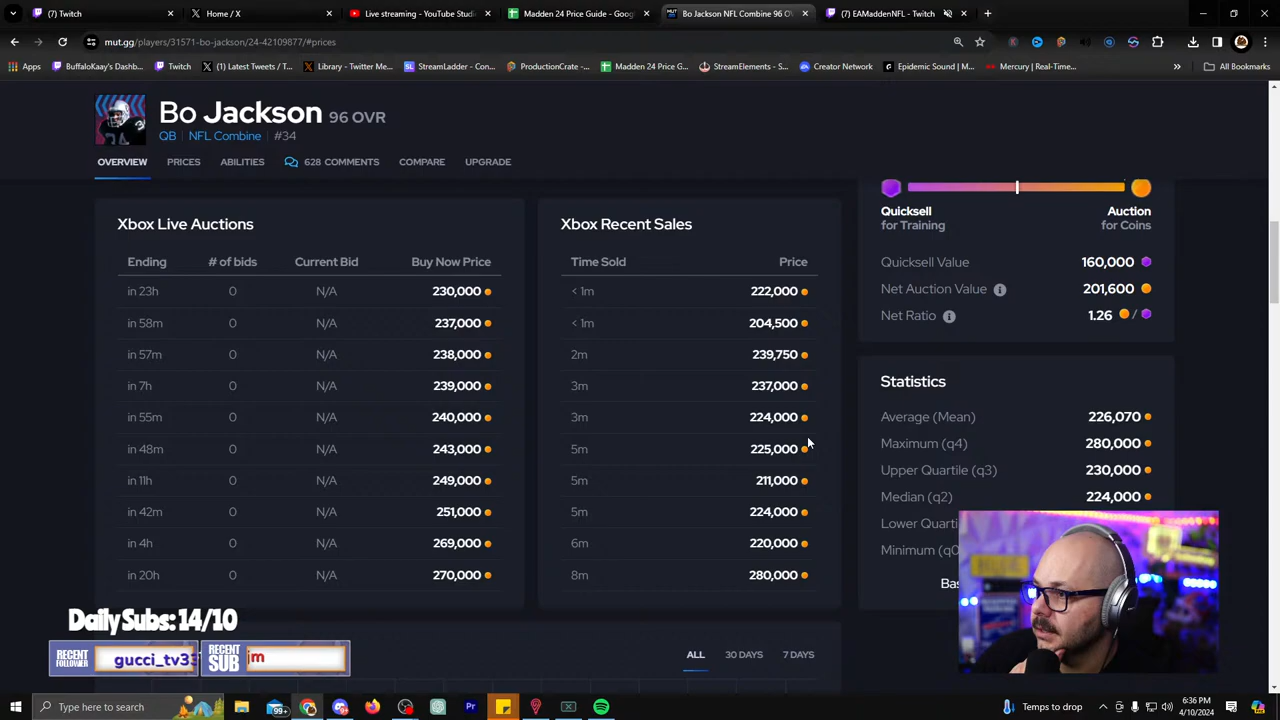 (7) Twitch
Home / X
Live streaming - YouTube Studi
Madden 24 Price Guide - Goog
Bo Jackson NFL Combine 96 OV
(7) EAMaddenNFL - Twitch
mut.gg/players/31571-bo-jackson/24-42109877/#prices
Apps
BuffaloKaay's Dashb...
Twitch
(1) Latest Tweets / T...
Library - Twitter Me...
StreamLadder - Con...
ProductionCrate - ...
Madden 24 Price G...
StreamElements - S...
Creator Network
Epidemic Sound | M...
Mercury | Real-Time...
All Bookmarks
Bo Jackson 96 OVR
QB NFL Combine #34
OVERVIEW PRICES ABILITIES 628 COMMENTS COMPARE UPGRADE
Xbox Live Auctions
Ending # of bids Current Bid Buy Now Price
in 23h 0 N/A 230,000
in 58m 0 N/A 237,000
in 57m 0 N/A 238,000
in 7h 0 N/A 239,000
in 55m 0 N/A 240,000
in 48m 0 N/A 243,000
in 11h 0 N/A 249,000
in 42m 0 N/A 251,000
in 4h 0 N/A 269,000
in 20h 0 N/A 270,000
Xbox Recent Sales
Time Sold Price
< 1m 222,000
< 1m 204,500
2m 239,750
3m 237,000
3m 224,000
5m 225,000
5m 211,000
5m 224,000
6m 220,000
8m 280,000
Quicksell Auction
for Training for Coins
Quicksell Value 160,000
Net Auction Value 201,600
Net Ratio 1.26 /
Statistics
Average (Mean) 226,070
Maximum (q4) 280,000
Upper Quartile (q3) 230,000
Median (q2) 224,000
Lower Quarti
Minimum (q0
Bas
Daily Subs: 14/10
RECENT FOLLOWER gucci_tv33
RECENT SUB jm
ALL 30 DAYS 7 DAYS
Type here to search
99+
Temps to drop
6:36 PM
4/10/2024